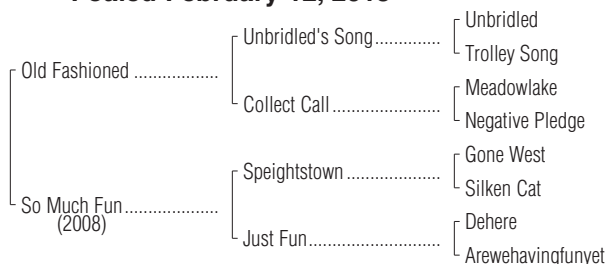 Foaled February 12,
Unbridled
Unbridled's Song..............
Trolley Song
Old Fashioned ..................
Meadowlake
Collect Call .......................
Negative Pledge
Gone West
Speightstown ...................
Silken Cat
So Much Fun....................
(2008)
Dehere
Just Fun............................
Arewehavingfunyet